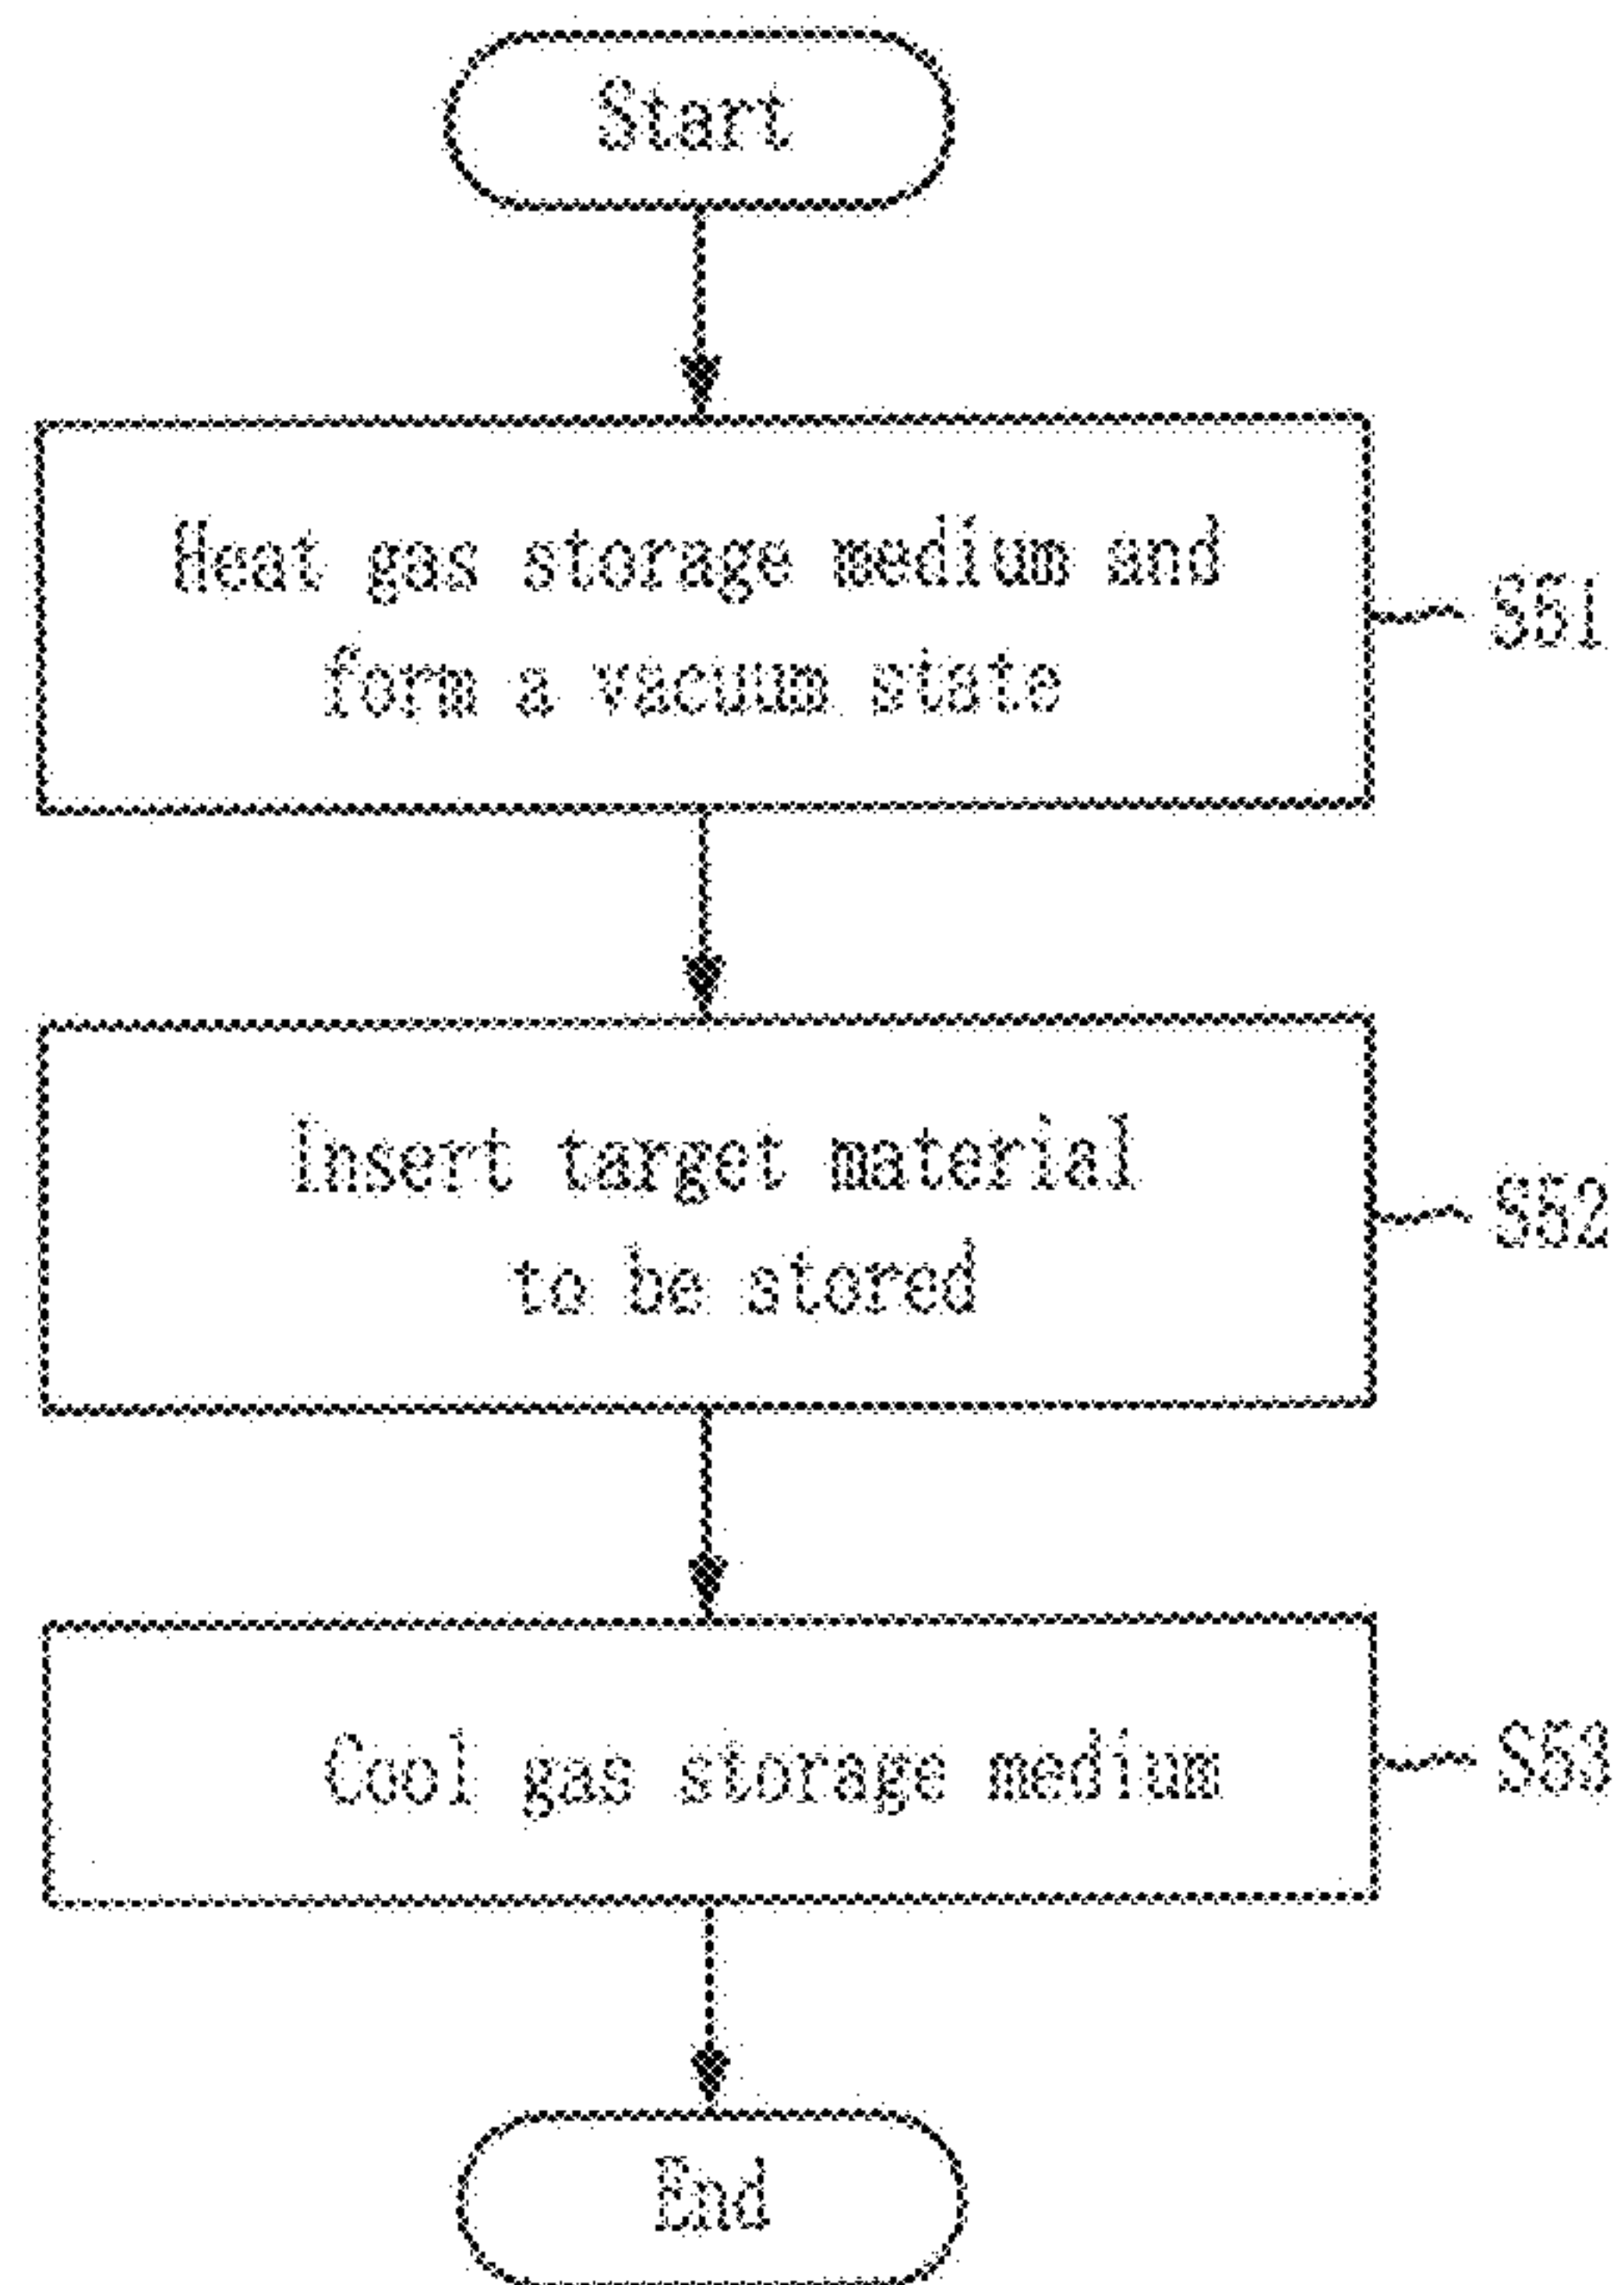 Start
Heat gas storage medium and
form a vacuum state
S51
Insert target material
to be stored
S52
Cool gas storage medium
S53
End